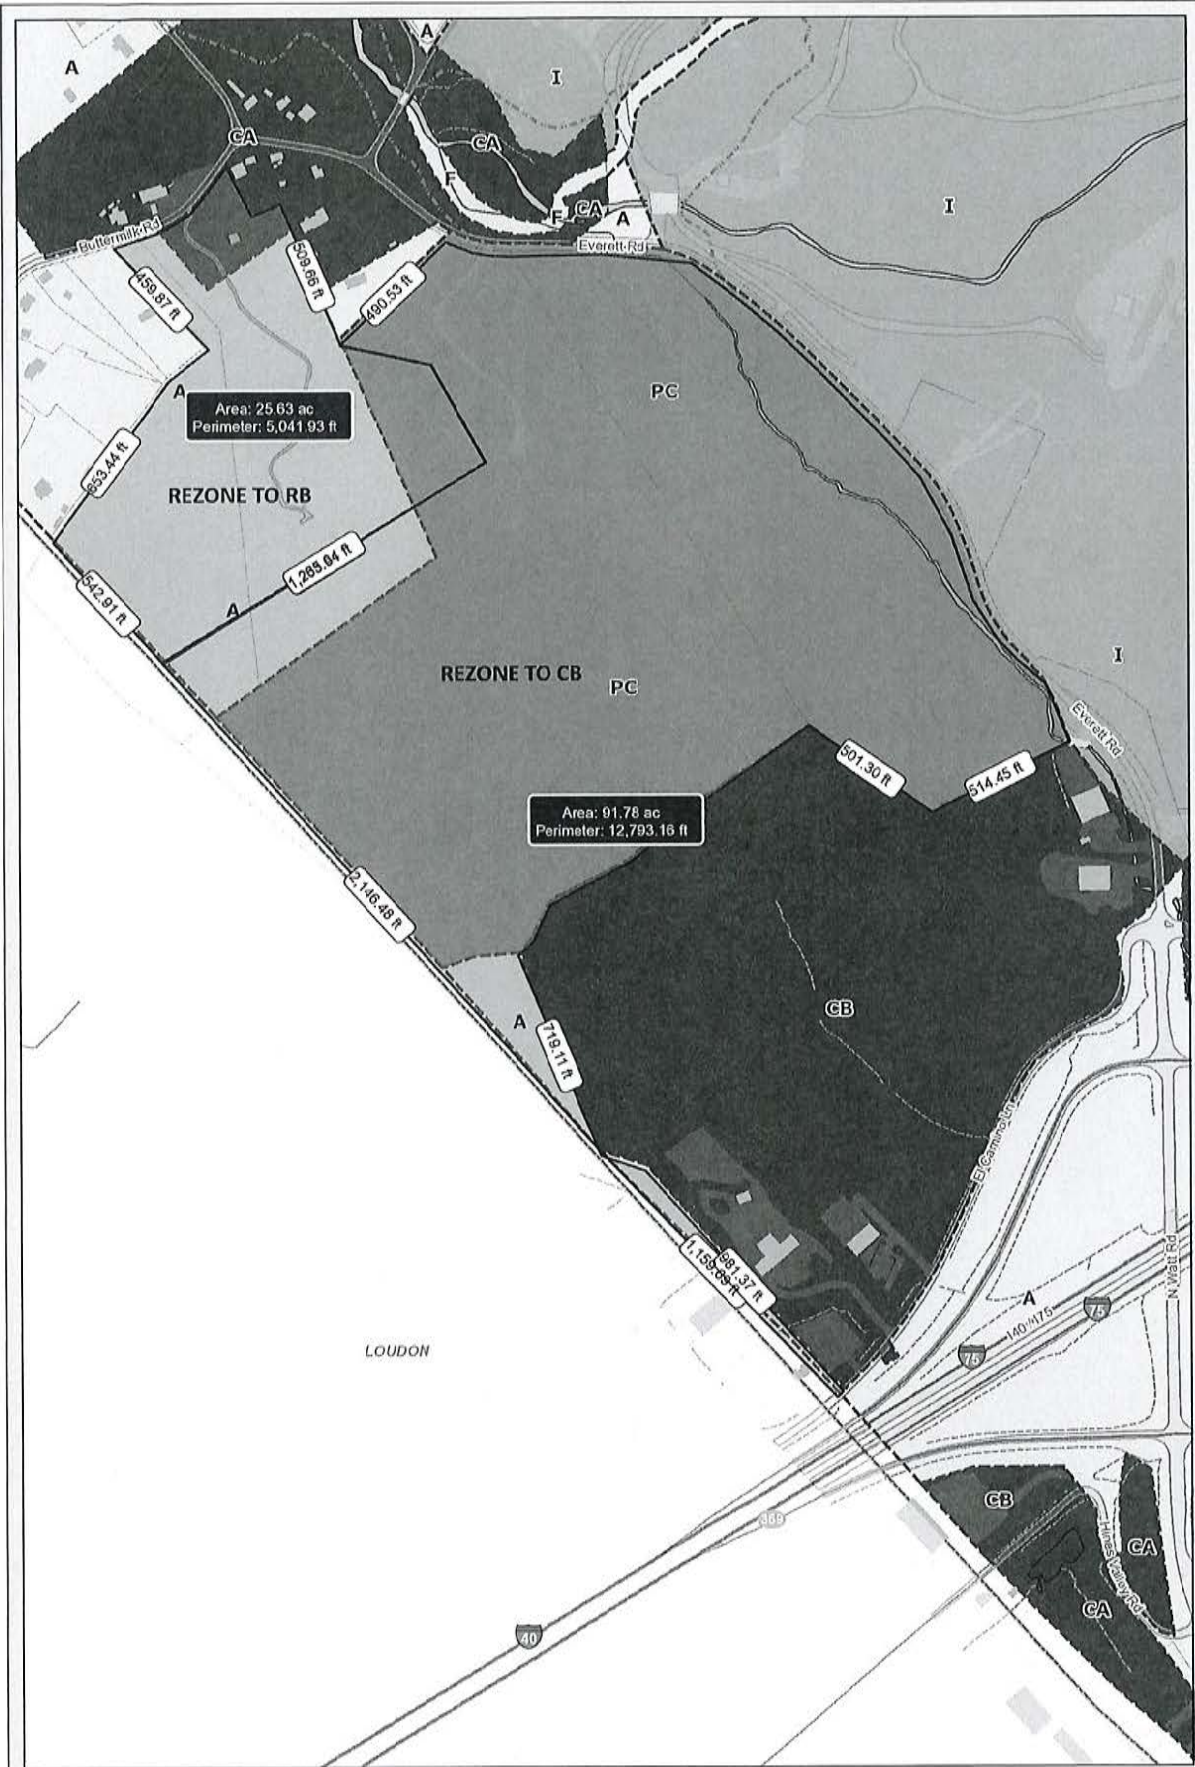 A
A
I
CA
CA
F
F
CA
A
I
Buttermilk Rd
Everett Rd
509.66 ft
459.87 ft
490.53 ft
A
PC
Area: 25.63 ac
Perimeter: 5,041.93 ft
653.44 ft
REZONE TO RB
1,265.04 ft
542.91 ft
A
I
REZONE TO CB
PC
Everett Rd
501.30 ft
514.45 ft
Area: 91.78 ac
Perimeter: 12,793.16 ft
2,146.48 ft
CB
A
719.11 ft
El Camino Ln
981.37 ft
N Watt Rd
A
75
I40-I75
75
LOUDON
CB
369
CA
Hines Valley Rd
CA
40